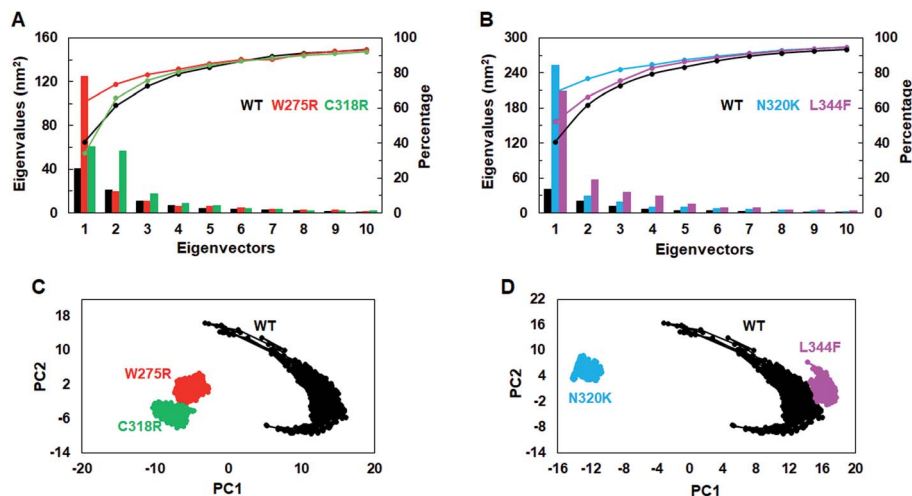 A
Eigenvalues (nm²)
160
120
80
40
0
WT W275R C318R
100
80
60
40
20
0
Percentage
1 2 3 4 5 6 7 8 9 10
Eigenvectors
B
Eigenvalues (nm²)
300
240
180
120
60
0
WT N320K L344F
100
80
60
40
20
0
Percentage
1 2 3 4 5 6 7 8 9 10
Eigenvectors
C
PC2
18
10
2
-6
-14
WT
W275R
C318R
-20 -10 0 10 20
PC1
D
PC2
22
16
10
4
-2
-8
-14
WT
L344F
N320K
-16 -12 -8 -4 0 4 8 12 16 20
PC1